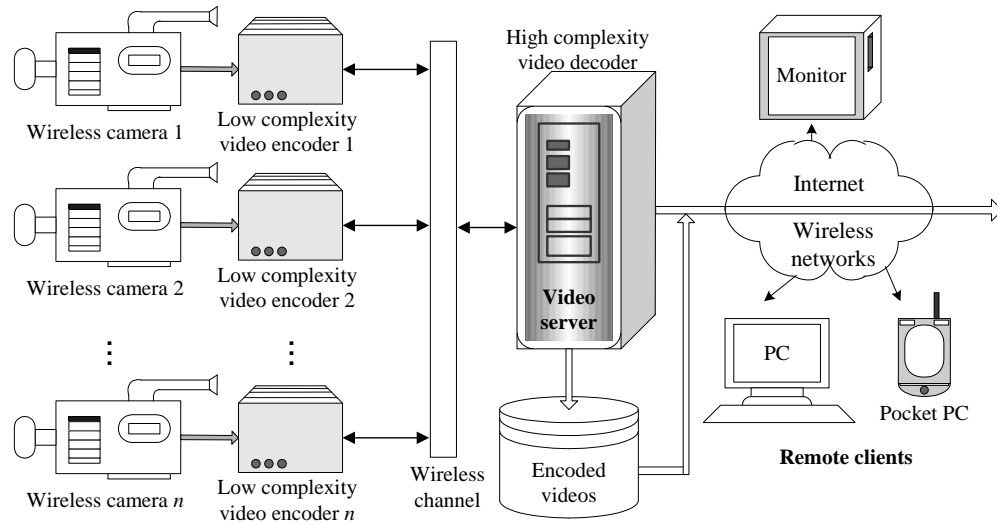 Wireless camera 1
Low complexity
video encoder 1
Wireless camera 2
Low complexity
video encoder 2
Wireless camera n
Low complexity
video encoder n
Wireless
channel
High complexity
video decoder
Video
server
Encoded
videos
Monitor
Internet
Wireless
networks
PC
Pocket PC
Remote clients